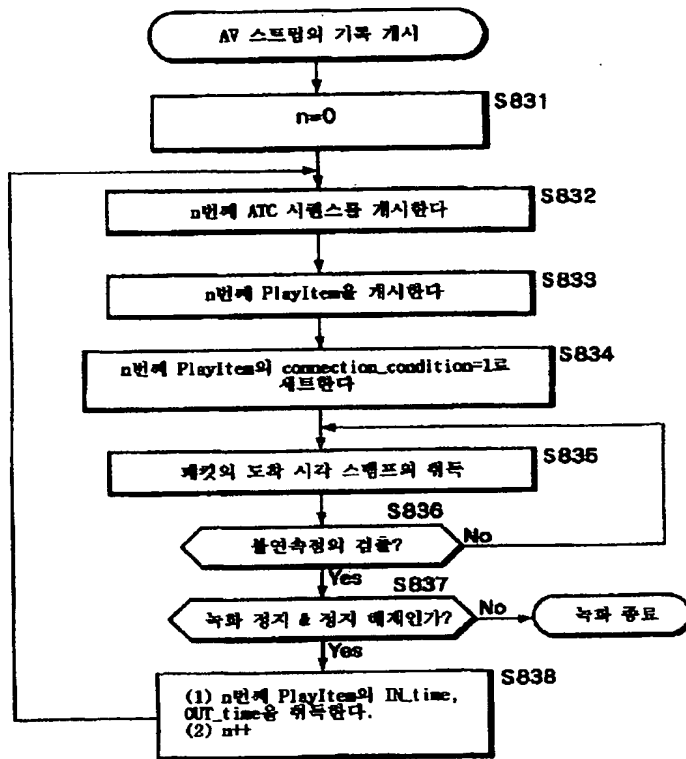 AV 스트림의 기록 개시
n=0
S831
n번째 ATC 시퀀스를 개시한다
S832
n번째 PlayItem을 개시한다
S833
n번째 PlayItem의 connection_condition=1로
세트한다
S834
패킷의 도착 시각 스탬프의 취득
S835
S836
불연속점의 검출?
No
Yes
S837
녹화 정지 & 정지 해제인가?
No
녹화 종료
Yes
S838
(1) n번째 PlayItem의 IN_time,
OUT_time을 취득한다.
(2) n++